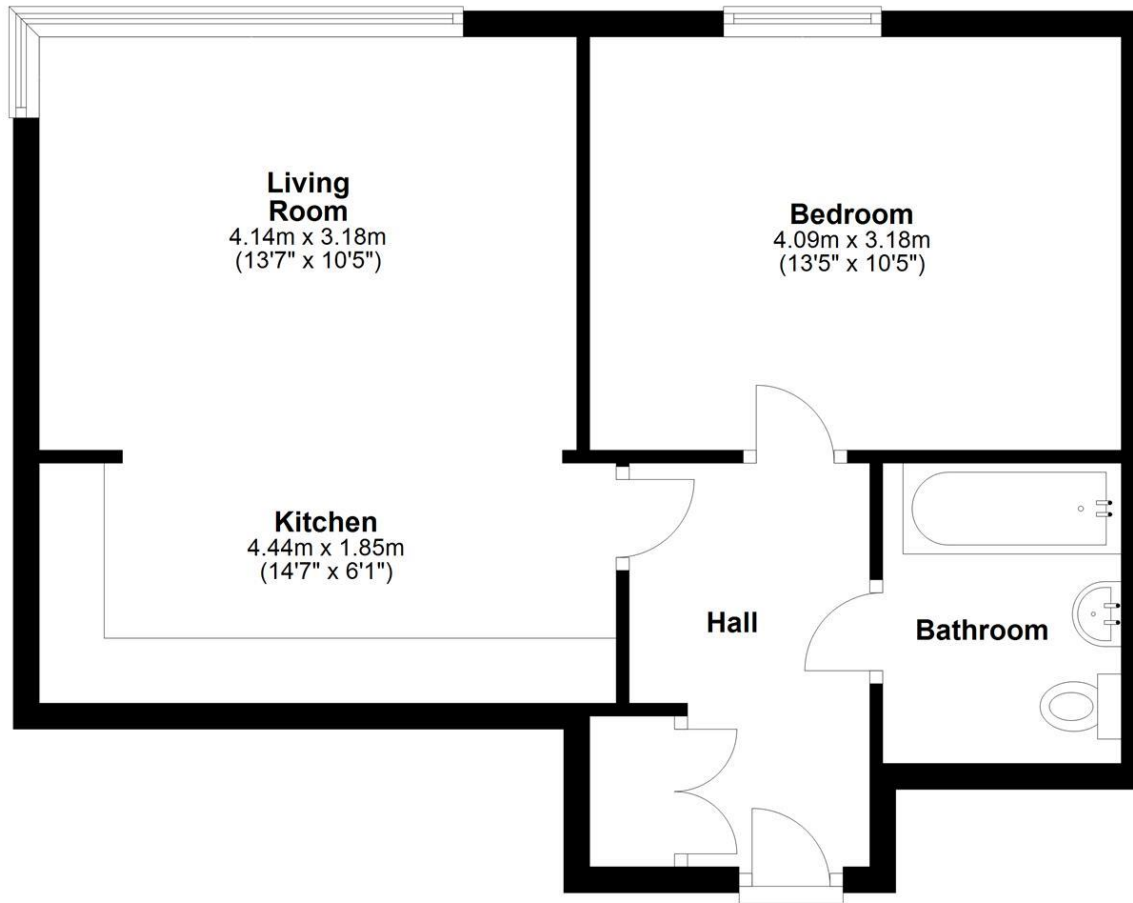 Living
Room
4.14m x 3.18m
(13'7" x 10'5")
Bedroom
4.09m x 3.18m
(13'5" x 10'5")
Kitchen
4.44m x 1.85m
(14'7" x 6'1")
Hall
Bathroom